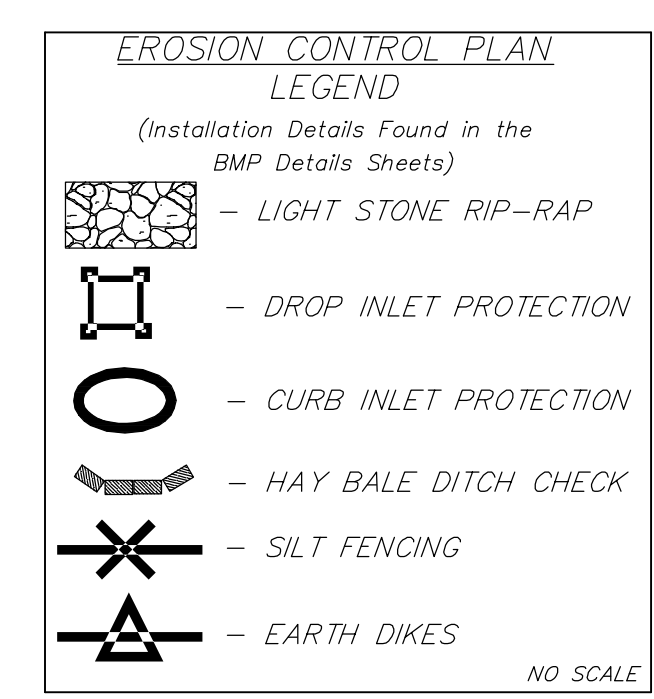 EROSION CONTROL PLAN
LEGEND
(Installation Details Found in the
BMP Details Sheets)
– LIGHT STONE RIP–RAP
– DROP INLET PROTECTION
– CURB INLET PROTECTION
– HAY BALE DITCH CHECK
– SILT FENCING
– EARTH DIKES
NO SCALE